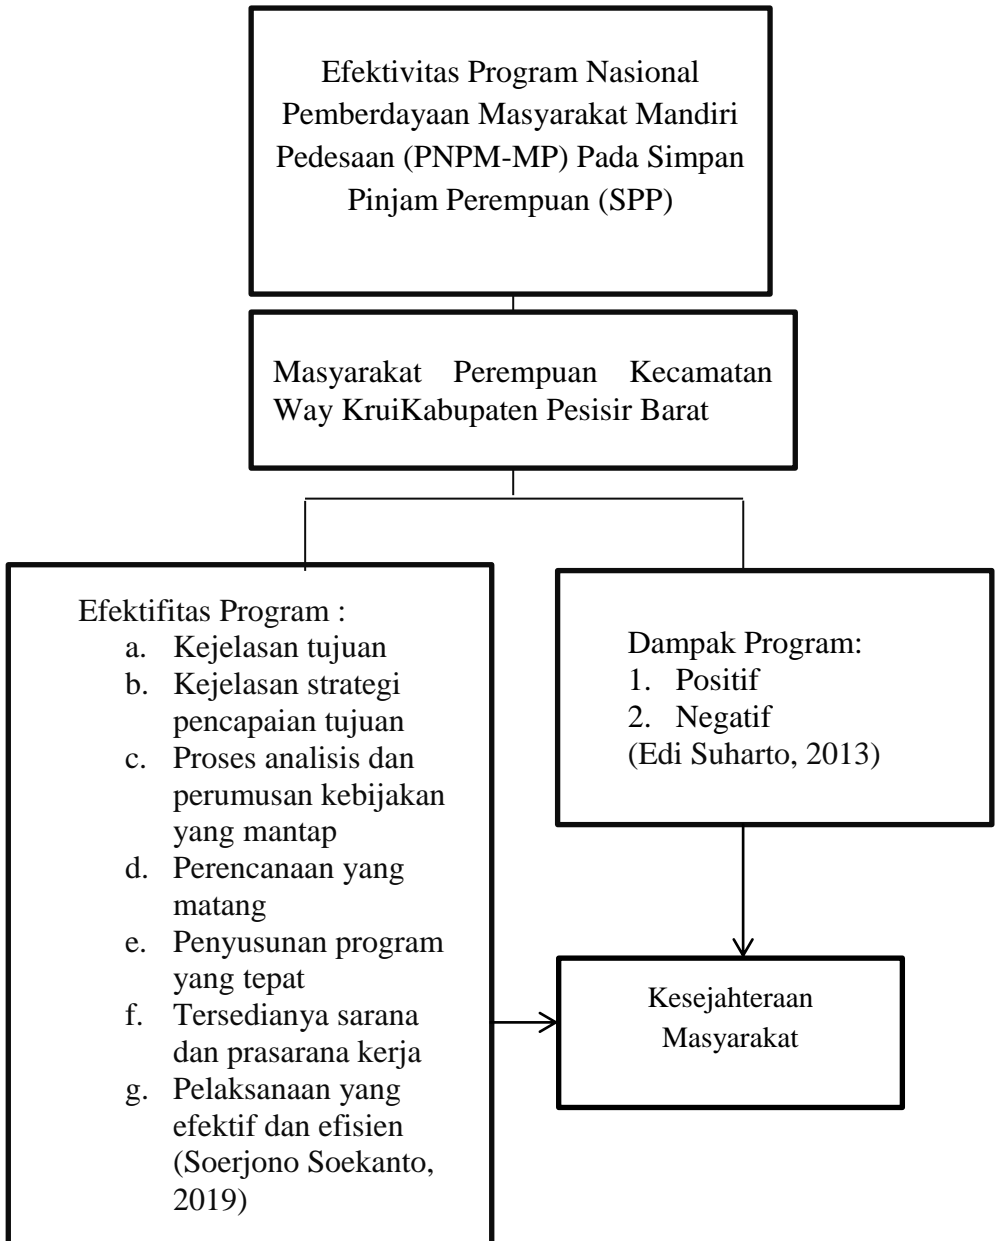 Efektivitas Program Nasional
Pemberdayaan Masyarakat Mandiri
Pedesaan (PNPM-MP) Pada Simpan
Pinjam Perempuan (SPP)
Masyarakat Perempuan Kecamatan
Way KruiKabupaten Pesisir Barat
Efektifitas Program :
a. Kejelasan tujuan
b. Kejelasan strategi
pencapaian tujuan
c. Proses analisis dan
perumusan kebijakan
yang mantap
d. Perencanaan yang
matang
e. Penyusunan program
yang tepat
f. Tersedianya sarana
dan prasarana kerja
g. Pelaksanaan yang
efektif dan efisien
(Soerjono Soekanto,
2019)
Dampak Program:
1. Positif
2. Negatif
(Edi Suharto, 2013)
Kesejahteraan
Masyarakat